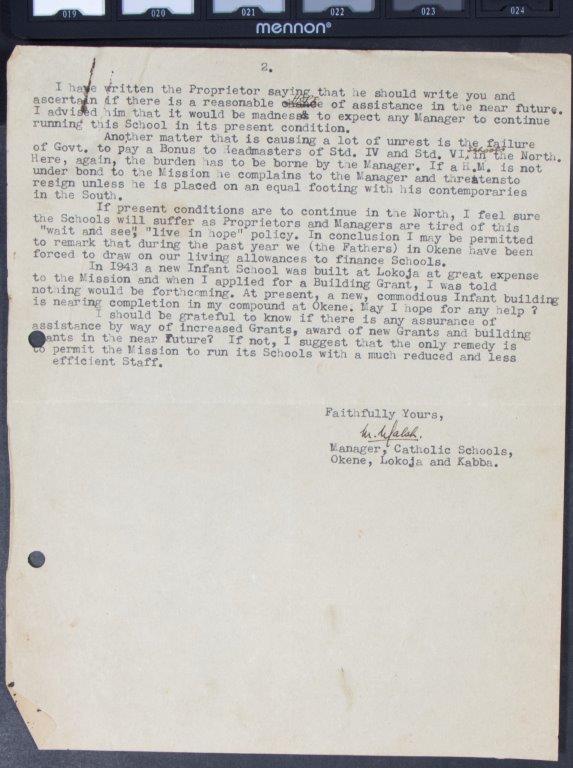 019 020 021 022 023 024
mennon®
2.
I have written the Proprietor saying that he should write you and
ascertain if there is a reasonable hope of assistance in the near future.
I advised him that it would be madness to expect any Manager to continue
running this School in its present condition.
Another matter that is causing a lot of unrest is the failure
of Govt. to pay a Bonus to Headmasters of Std. IV and Std. VI. in the North.
Here, again, the burden has to be borne by the Manager. If a H.M. is not
under bond to the Mission he complains to the Manager and threatensto
resign unless he is placed on an equal footing with his contemporaries
in the South.
If present conditions are to continue in the North, I feel sure
the Schools will suffer as Proprietors and Managers are tired of this
"wait and see", "live in hope" policy. In conclusion I may be permitted
to remark that during the past year we (the Fathers) in Okene have been
forced to draw on our living allowances to finance Schools.
In 1943 a new Infant School was built at Lokoja at great expense
to the Mission and when I applied for a Building Grant, I was told
nothing would be forthcoming. At present, a new, commodious Infant building
is nearing completion in my compound at Okene. May I hope for any help ?
I should be grateful to know if there is any assurance of
assistance by way of increased Grants, award of new Grants and building
grants in the near future? If not, I suggest that the only remedy is
to permit the Mission to run its Schools with a much reduced and less
efficient Staff.
Faithfully Yours,
M. Walsh.
Manager, Catholic Schools,
Okene, Lokoja and Kabba.